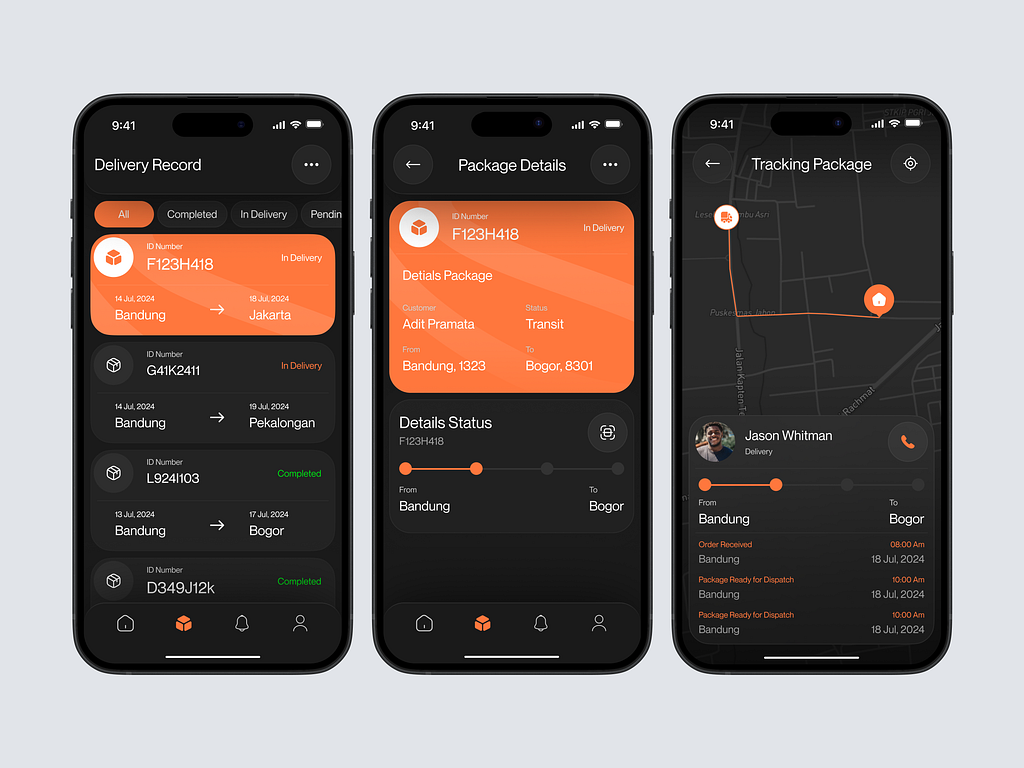 9:41
Delivery Record
All
Completed
In Delivery
Pendin
ID Number
F123H418
In Delivery
14 Jul, 2024
Bandung
18 Jul, 2024
Jakarta
ID Number
G41K2411
In Delivery
14 Jul, 2024
Bandung
19 Jul, 2024
Pekalongan
ID Number
L924I103
Completed
13 Jul, 2024
Bandung
17 Jul, 2024
Bogor
ID Number
D349J12k
Completed
9:41
Package Details
ID Number
F123H418
In Delivery
Detials Package
Customer
Adit Pramata
Status
Transit
From
Bandung, 1323
To
Bogor, 8301
Details Status
F123H418
From
Bandung
To
Bogor
9:41
STKIP PGRI
Tracking Package
Puskesmas Jabon
Jalan Kapten Te
Rachmat
Jason Whitman
Delivery
From
Bandung
To
Bogor
Order Received
08:00 Am
Bandung
18 Jul, 2024
Package Ready for Dispatch
10:00 Am
Bandung
18 Jul, 2024
Package Ready for Dispatch
10:00 Am
Bandung
18 Jul, 2024